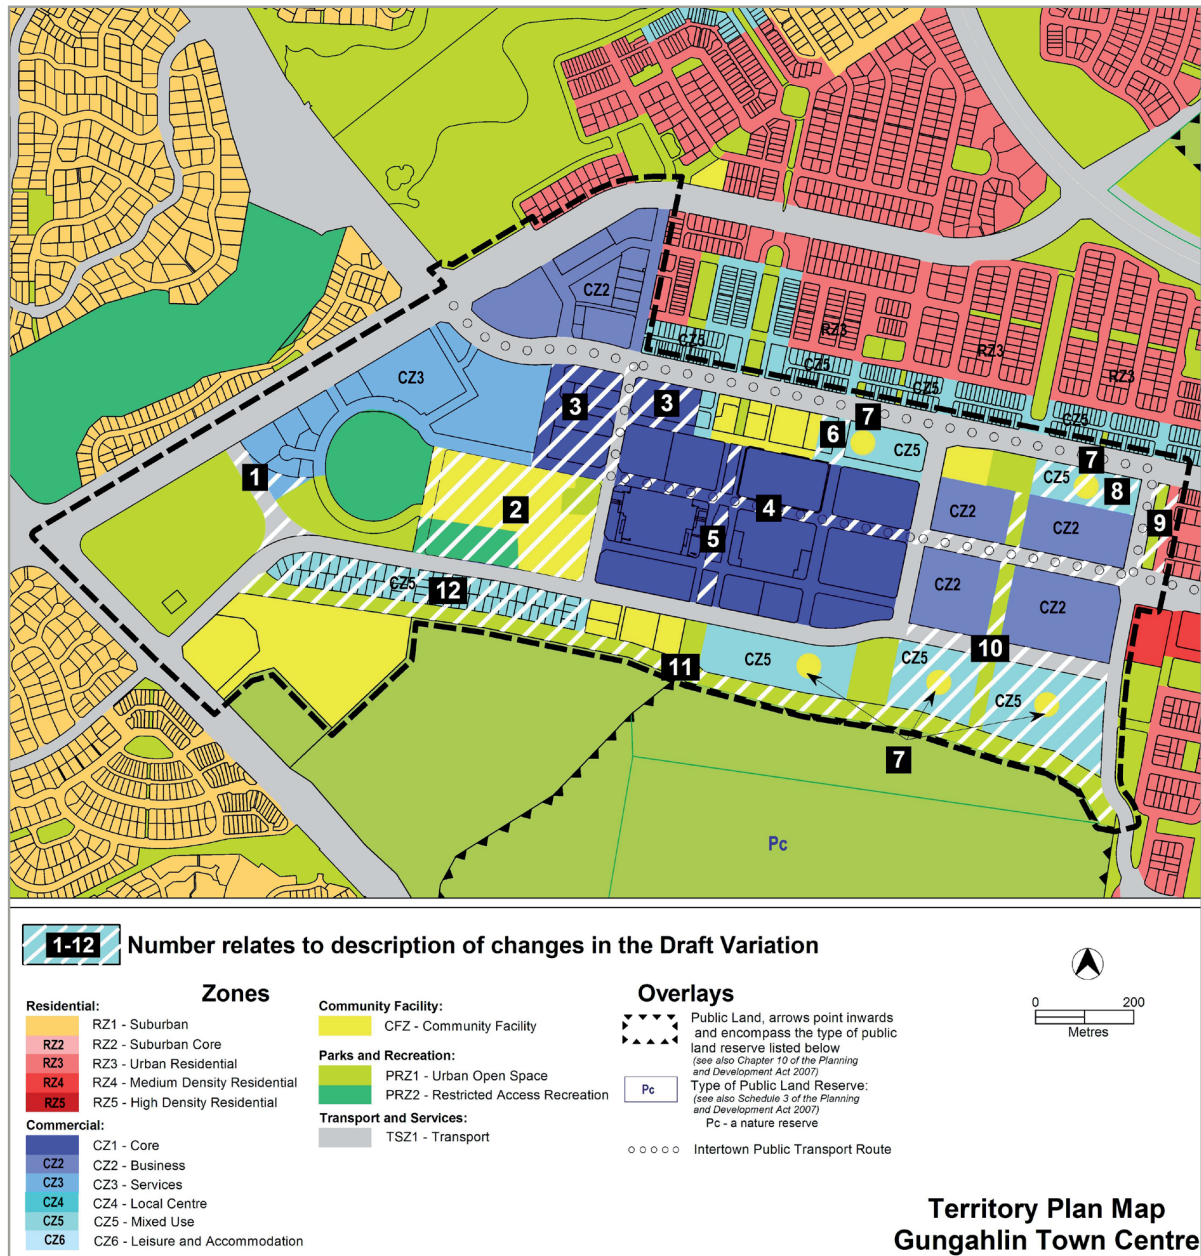 CZ2
CZ5
RZ3
CZ5
RZ3
CZ5
RZ3
CZ5
CZ3
3
3
6
7
CZ5
7
CZ5
8
1
2
4
5
CZ2
CZ2
9
CZ5
12
CZ2
CZ2
10
11
CZ5
CZ5
CZ5
7
Pc
1-12 Number relates to description of changes in the Draft Variation
Zones
Residential:
RZ1 - Suburban
RZ2 RZ2 - Suburban Core
RZ3 RZ3 - Urban Residential
RZ4 RZ4 - Medium Density Residential
RZ5 RZ5 - High Density Residential
Commercial:
CZ1 - Core
CZ2 CZ2 - Business
CZ3 CZ3 - Services
CZ4 CZ4 - Local Centre
CZ5 CZ5 - Mixed Use
CZ6 CZ6 - Leisure and Accommodation
Community Facility:
CFZ - Community Facility
Parks and Recreation:
PRZ1 - Urban Open Space
PRZ2 - Restricted Access Recreation
Transport and Services:
TSZ1 - Transport
Overlays
Public Land, arrows point inwards
and encompass the type of public
land reserve listed below
(see also Chapter 10 of the Planning
and Development Act 2007)
Pc Type of Public Land Reserve:
(see also Schedule 3 of the Planning
and Development Act 2007)
Pc - a nature reserve
Intertown Public Transport Route
0 200
Metres
Territory Plan Map
Gungahlin Town Centre